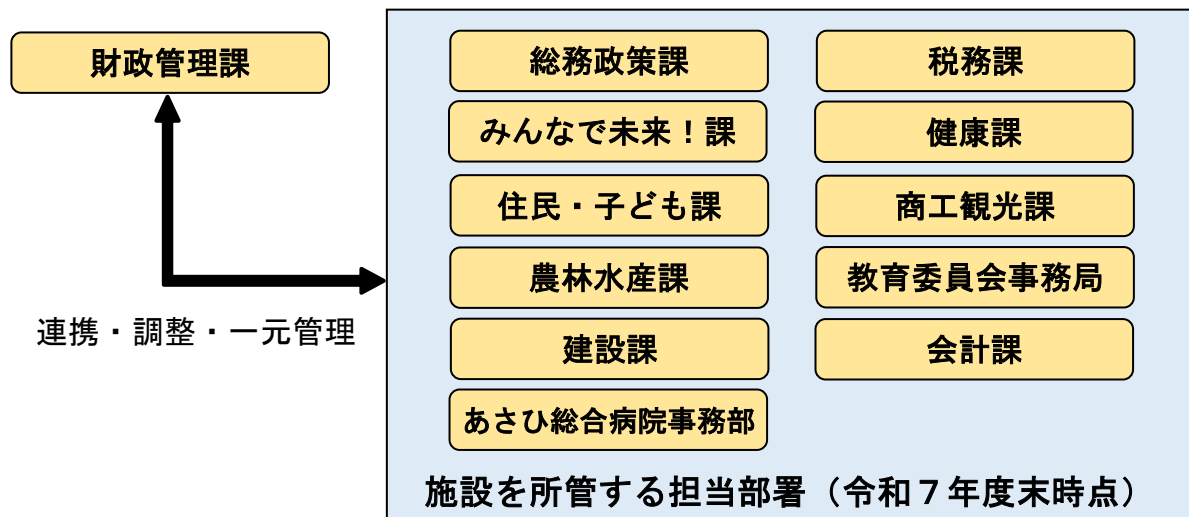 財政管理課
連携・調整・一元管理
総務政策課
税務課
みんなで未来！課
健康課
住民・子ども課
商工観光課
農林水産課
教育委員会事務局
建設課
会計課
あさひ総合病院事務部
施設を所管する担当部署（令和７年度末時点）